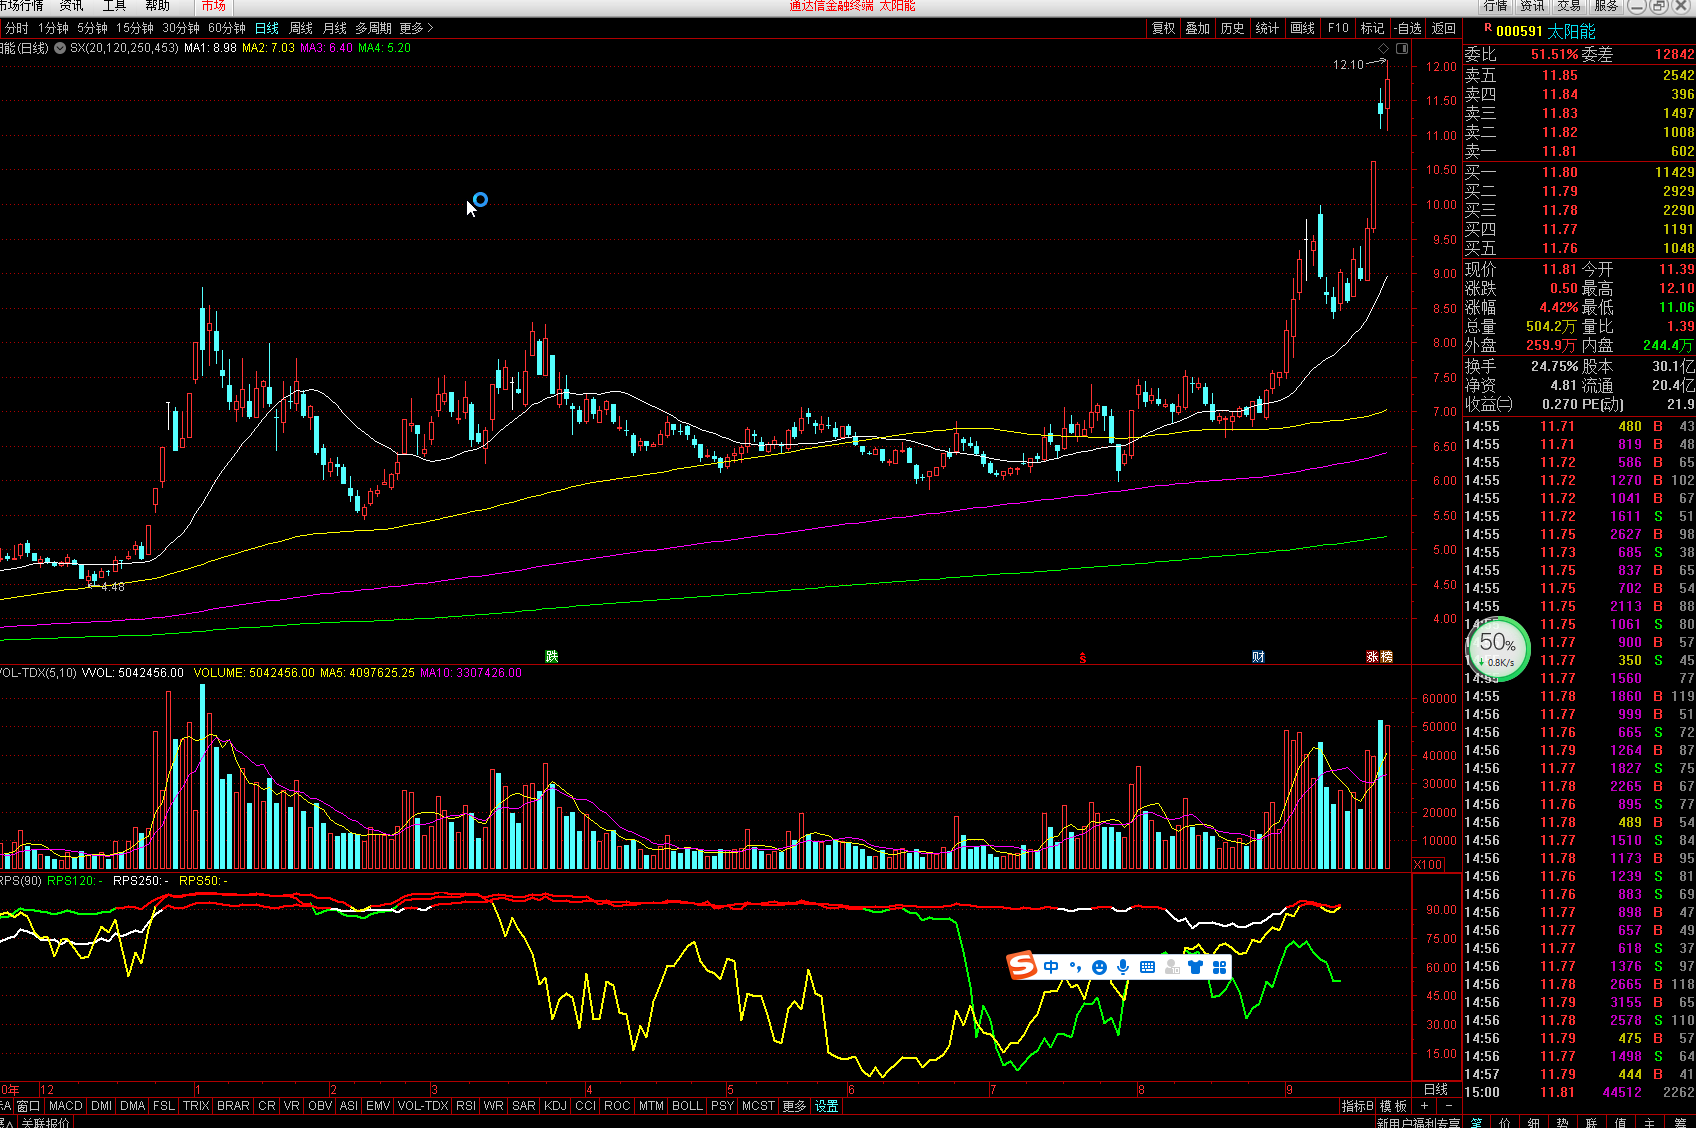 市场行情 资讯 工具 帮助 市场 通达信金融终端 太阳能 行情 资讯 交易 服务
分时 1分钟 5分钟 15分钟 30分钟 60分钟 日线 周线 月线 多周期 更多> 复权 叠加 历史 统计 画线 F10 标记 -自选 返回
能(日线) SX(20,120,250,453) MA1: 8.98 MA2: 7.03 MA3: 6.40 MA4: 5.20
R 000591 太阳能
委比 51.51% 委差 12842
卖五 11.85 2542
卖四 11.84 396
卖三 11.83 1497
卖二 11.82 1008
卖一 11.81 602
买一 11.80 11429
买二 11.79 2929
买三 11.78 2290
买四 11.77 1191
买五 11.76 1048
现价 11.81 今开 11.39
涨跌 0.50 最高 12.10
涨幅 4.42% 最低 11.06
总量 504.2万 量比 1.39
外盘 259.9万 内盘 244.4万
换手 24.75% 股本 30.1亿
净资 4.81 流通 20.4亿
收益㈡ 0.270 PE(动) 21.9
14:55 11.71 480 B 43
14:55 11.71 819 B 48
14:55 11.72 586 B 65
14:55 11.72 1270 B 102
14:55 11.72 1041 B 67
14:55 11.72 1611 S 51
14:55 11.75 2627 B 98
14:55 11.73 685 S 38
14:55 11.75 837 B 65
14:55 11.75 702 B 54
14:55 11.75 2113 B 88
14:55 11.75 1061 S 80
11.77 900 B 57
11.77 350 S 45
14:55 11.77 1560 77
14:55 11.78 1860 B 119
14:56 11.77 999 B 51
14:56 11.76 665 S 72
14:56 11.79 1264 B 87
14:56 11.77 1827 S 75
14:56 11.78 2265 B 67
14:56 11.76 895 S 77
14:56 11.78 489 B 54
14:56 11.77 1510 S 84
14:56 11.78 1173 B 95
14:56 11.76 1239 S 81
14:56 11.76 883 S 69
14:56 11.77 898 B 47
14:56 11.77 657 B 49
14:56 11.77 618 S 37
14:56 11.77 1376 S 97
14:56 11.78 2665 B 118
14:56 11.79 3155 B 65
14:56 11.78 2578 S 110
14:56 11.79 475 B 57
14:56 11.77 1498 S 64
14:57 11.79 444 B 41
15:00 11.81 44512 2262
50%
0.8K/s
12.10
12.00
11.50
11.00
10.50
10.00
9.50
9.00
8.50
8.00
7.50
7.00
6.50
6.00
5.50
5.00
4.50
4.00
4.48
跌 $ 财 涨 榜
VOL-TDX(5,10) VVOL: 5042456.00 VOLUME: 5042456.00 MA5: 4097625.25 MA10: 3307426.00
60000
50000
40000
30000
20000
10000
X100
RPS(90) RPS120:- RPS250:- RPS50:-
90.00
75.00
60.00
45.00
30.00
15.00
S 中
0年 12 1 2 3 4 5 6 7 8 9 日线
窗口 MACD DMI DMA FSL TRIX BRAR CR VR OBV ASI EMV VOL-TDX RSI WR SAR KDJ CCI ROC MTM BOLL PSY MCST 更多 设置 指标B 模板 + -
关联报价 新用户福利专享 笔 价 细 势 联 值 主 筹